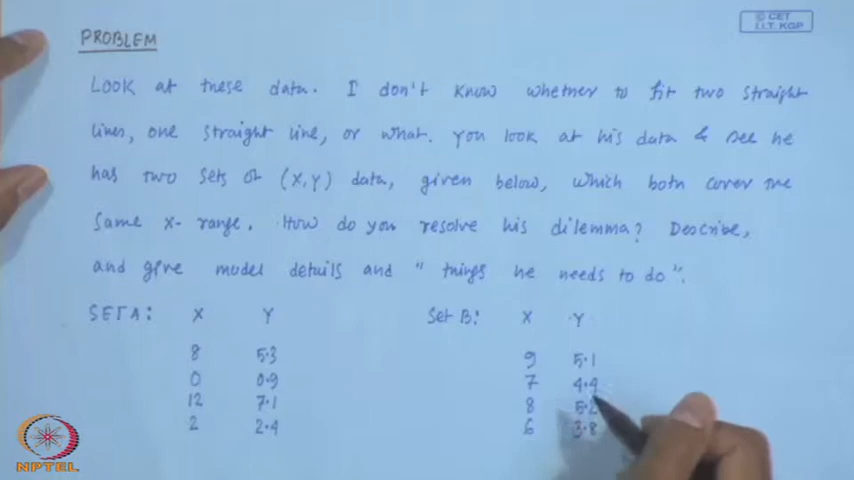 © CET
I.I.T. KGP
PROBLEM
Look at these data. I don't know whether to fit two straight
lines, one straight line, or what. You look at his data & see he
has two sets of (X,Y) data, given below, which both cover the
same X-range. How do you resolve his dilemma? Describe,
and give model details and "things he needs to do".
SET A: X Y Set B: X Y
8 5.3 9 5.1
0 0.9 7 4.4
12 7.1 8 5.2
2 2.4 6 3.8
NPTEL